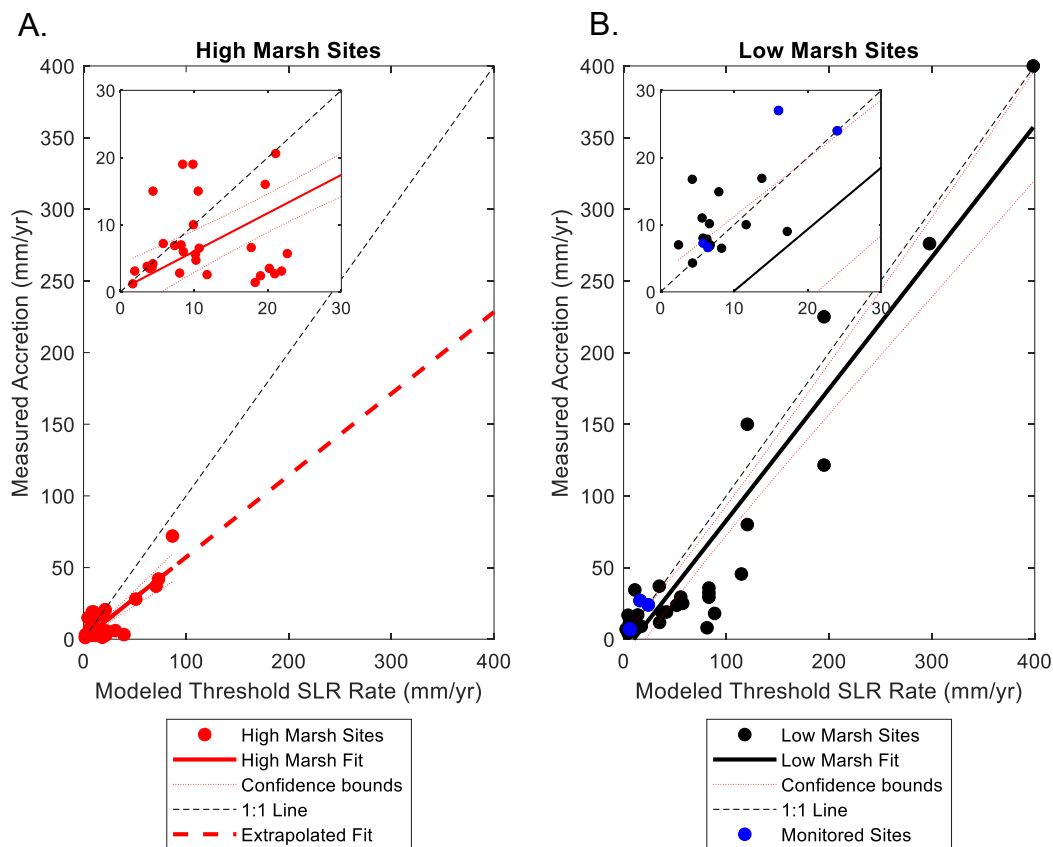 A.
High Marsh Sites
400
350
300
250
200
150
100
50
0
Measured Accretion (mm/yr)
30
20
10
0
0 10 20 30
0 100 200 300 400
Modeled Threshold SLR Rate (mm/yr)
High Marsh Sites
High Marsh Fit
Confidence bounds
1:1 Line
Extrapolated Fit
B.
Low Marsh Sites
400
350
300
250
200
150
100
50
0
Measured Accretion (mm/yr)
30
20
10
0
0 10 20 30
0 100 200 300 400
Modeled Threshold SLR Rate (mm/yr)
Low Marsh Sites
Low Marsh Fit
Confidence bounds
1:1 Line
Monitored Sites